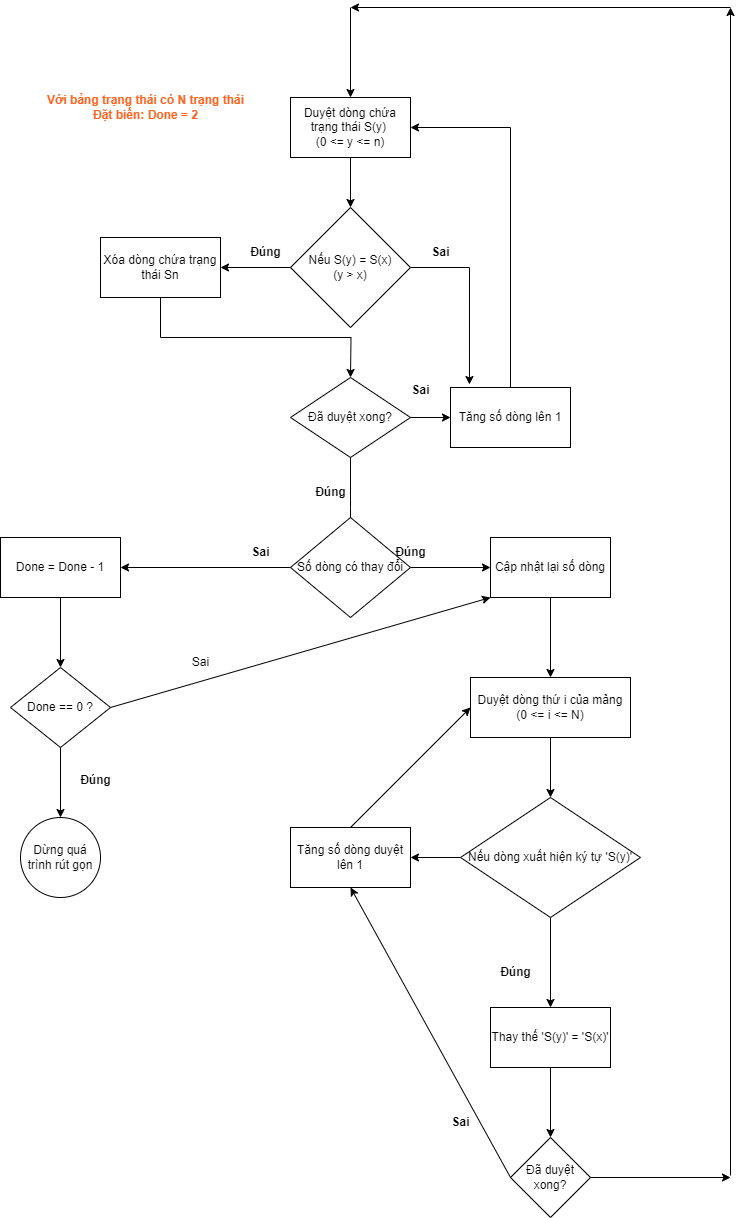 Với bảng trạng thái có N trạng thái
Đặt biến: Done = 2
Duyệt dòng chứa
trạng thái S(y)
(0 <= y <= n)
Xóa dòng chứa trạng
thái Sn
Đúng
Nếu S(y) = S(x)
(y > x)
Sai
Đã duyệt xong?
Sai
Tăng số dòng lên 1
Đúng
Done = Done - 1
Sai
Số dòng có thay đổi
Đúng
Cập nhật lại số dòng
Sai
Done == 0 ?
Duyệt dòng thứ i của mảng
(0 <= i <= N)
Đúng
Dừng quá
trình rút gọn
Tăng số dòng duyệt
lên 1
Nếu dòng xuất hiện ký tự 'S(y)'
Đúng
Thay thế 'S(y)' = 'S(x)'
Sai
Đã duyệt
xong?